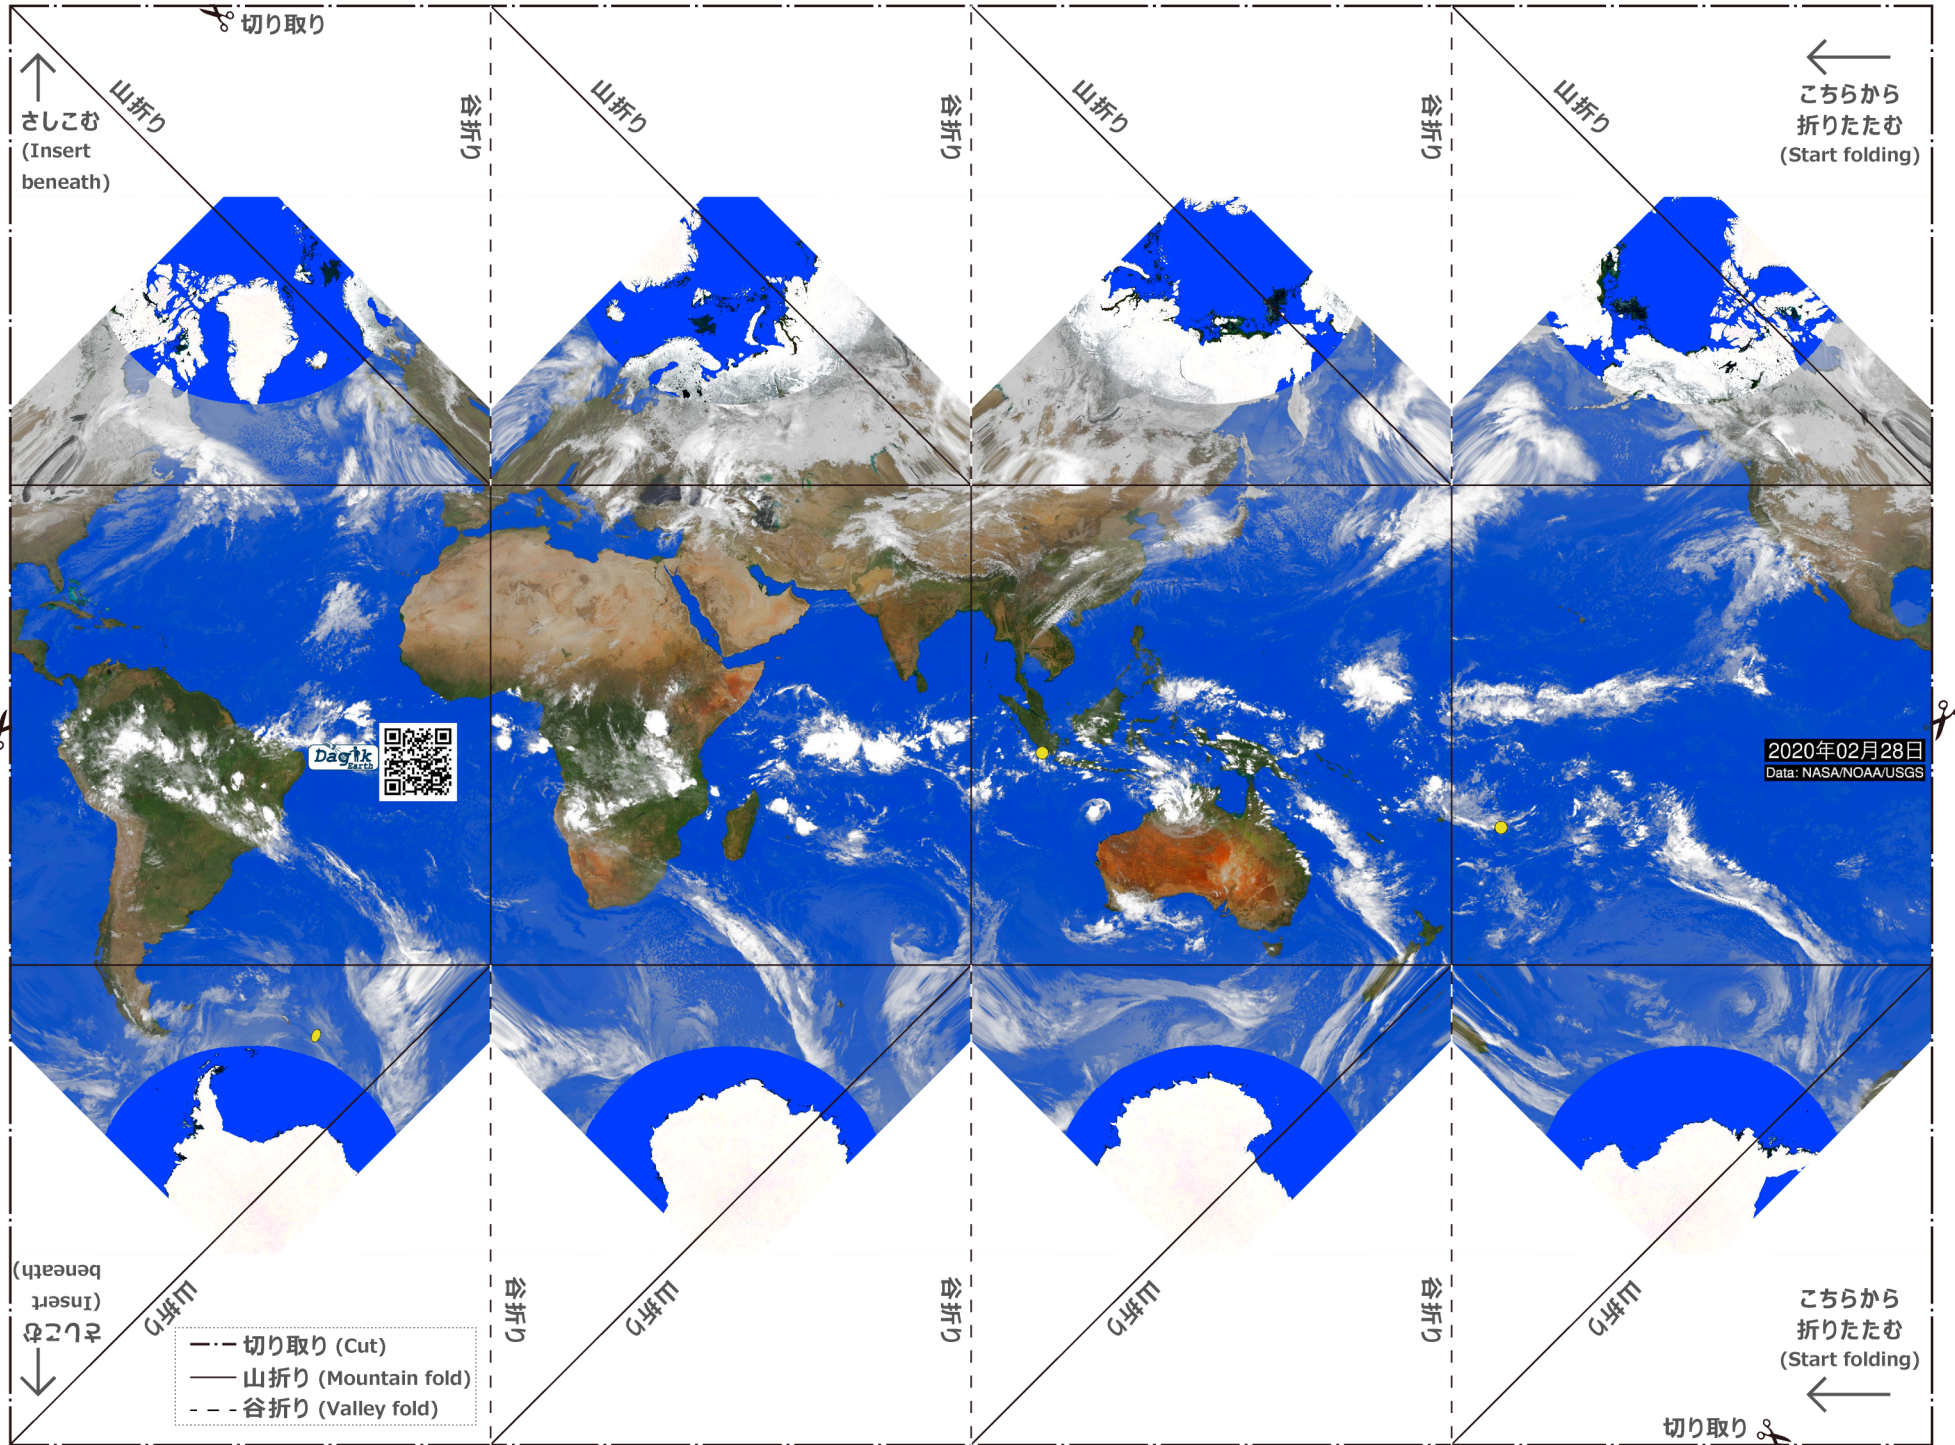 切り取り
さしこむ
(Insert
beneath)
山折り
谷折り
山折り
谷折り
山折り
谷折り
山折り
こちらから
折りたたむ
(Start folding)
Dagik
Earth
2020年02月28日
Data: NASA/NOAA/USGS
さしこむ
(Insert
beneath)
山折り
谷折り
山折り
谷折り
山折り
谷折り
山折り
こちらから
折りたたむ
(Start folding)
切り取り (Cut)
山折り (Mountain fold)
谷折り (Valley fold)
切り取り